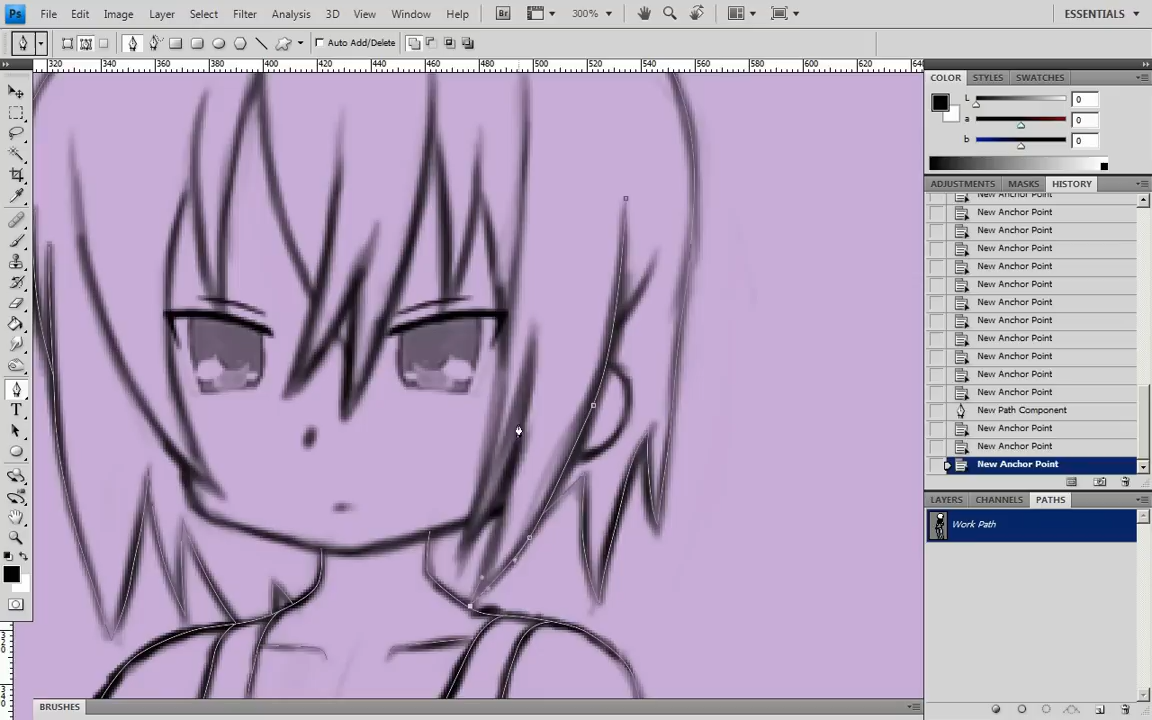 Ps File Edit Image Layer Select Filter Analysis 3D View Window Help Br 300% ESSENTIALS
Auto Add/Delete
320 340 360 380 400 420 440 460 480 500 520 540 560 580 600 620
COLOR STYLES SWATCHES
L 0
a 0
b 0
ADJUSTMENTS MASKS HISTORY
New Anchor Point
New Anchor Point
New Anchor Point
New Anchor Point
New Anchor Point
New Anchor Point
New Anchor Point
New Anchor Point
New Anchor Point
New Anchor Point
New Anchor Point
New Anchor Point
New Path Component
New Anchor Point
New Anchor Point
New Anchor Point
LAYERS CHANNELS PATHS
Work Path
BRUSHES